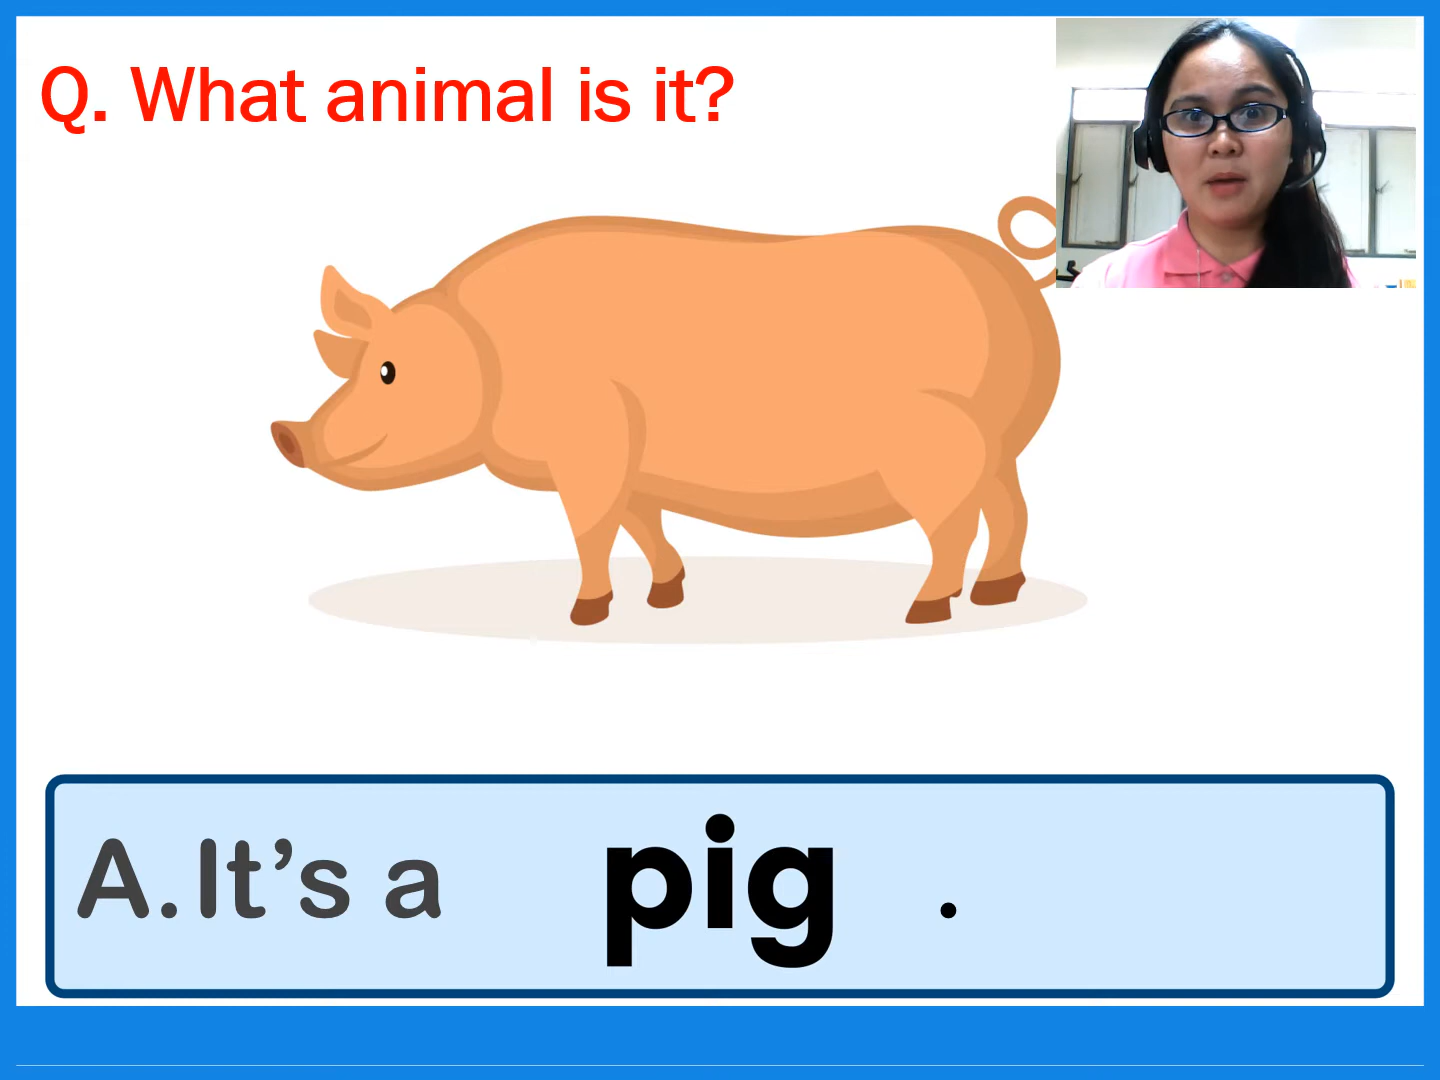 Q. What animal is it?
A. It’s a pig .